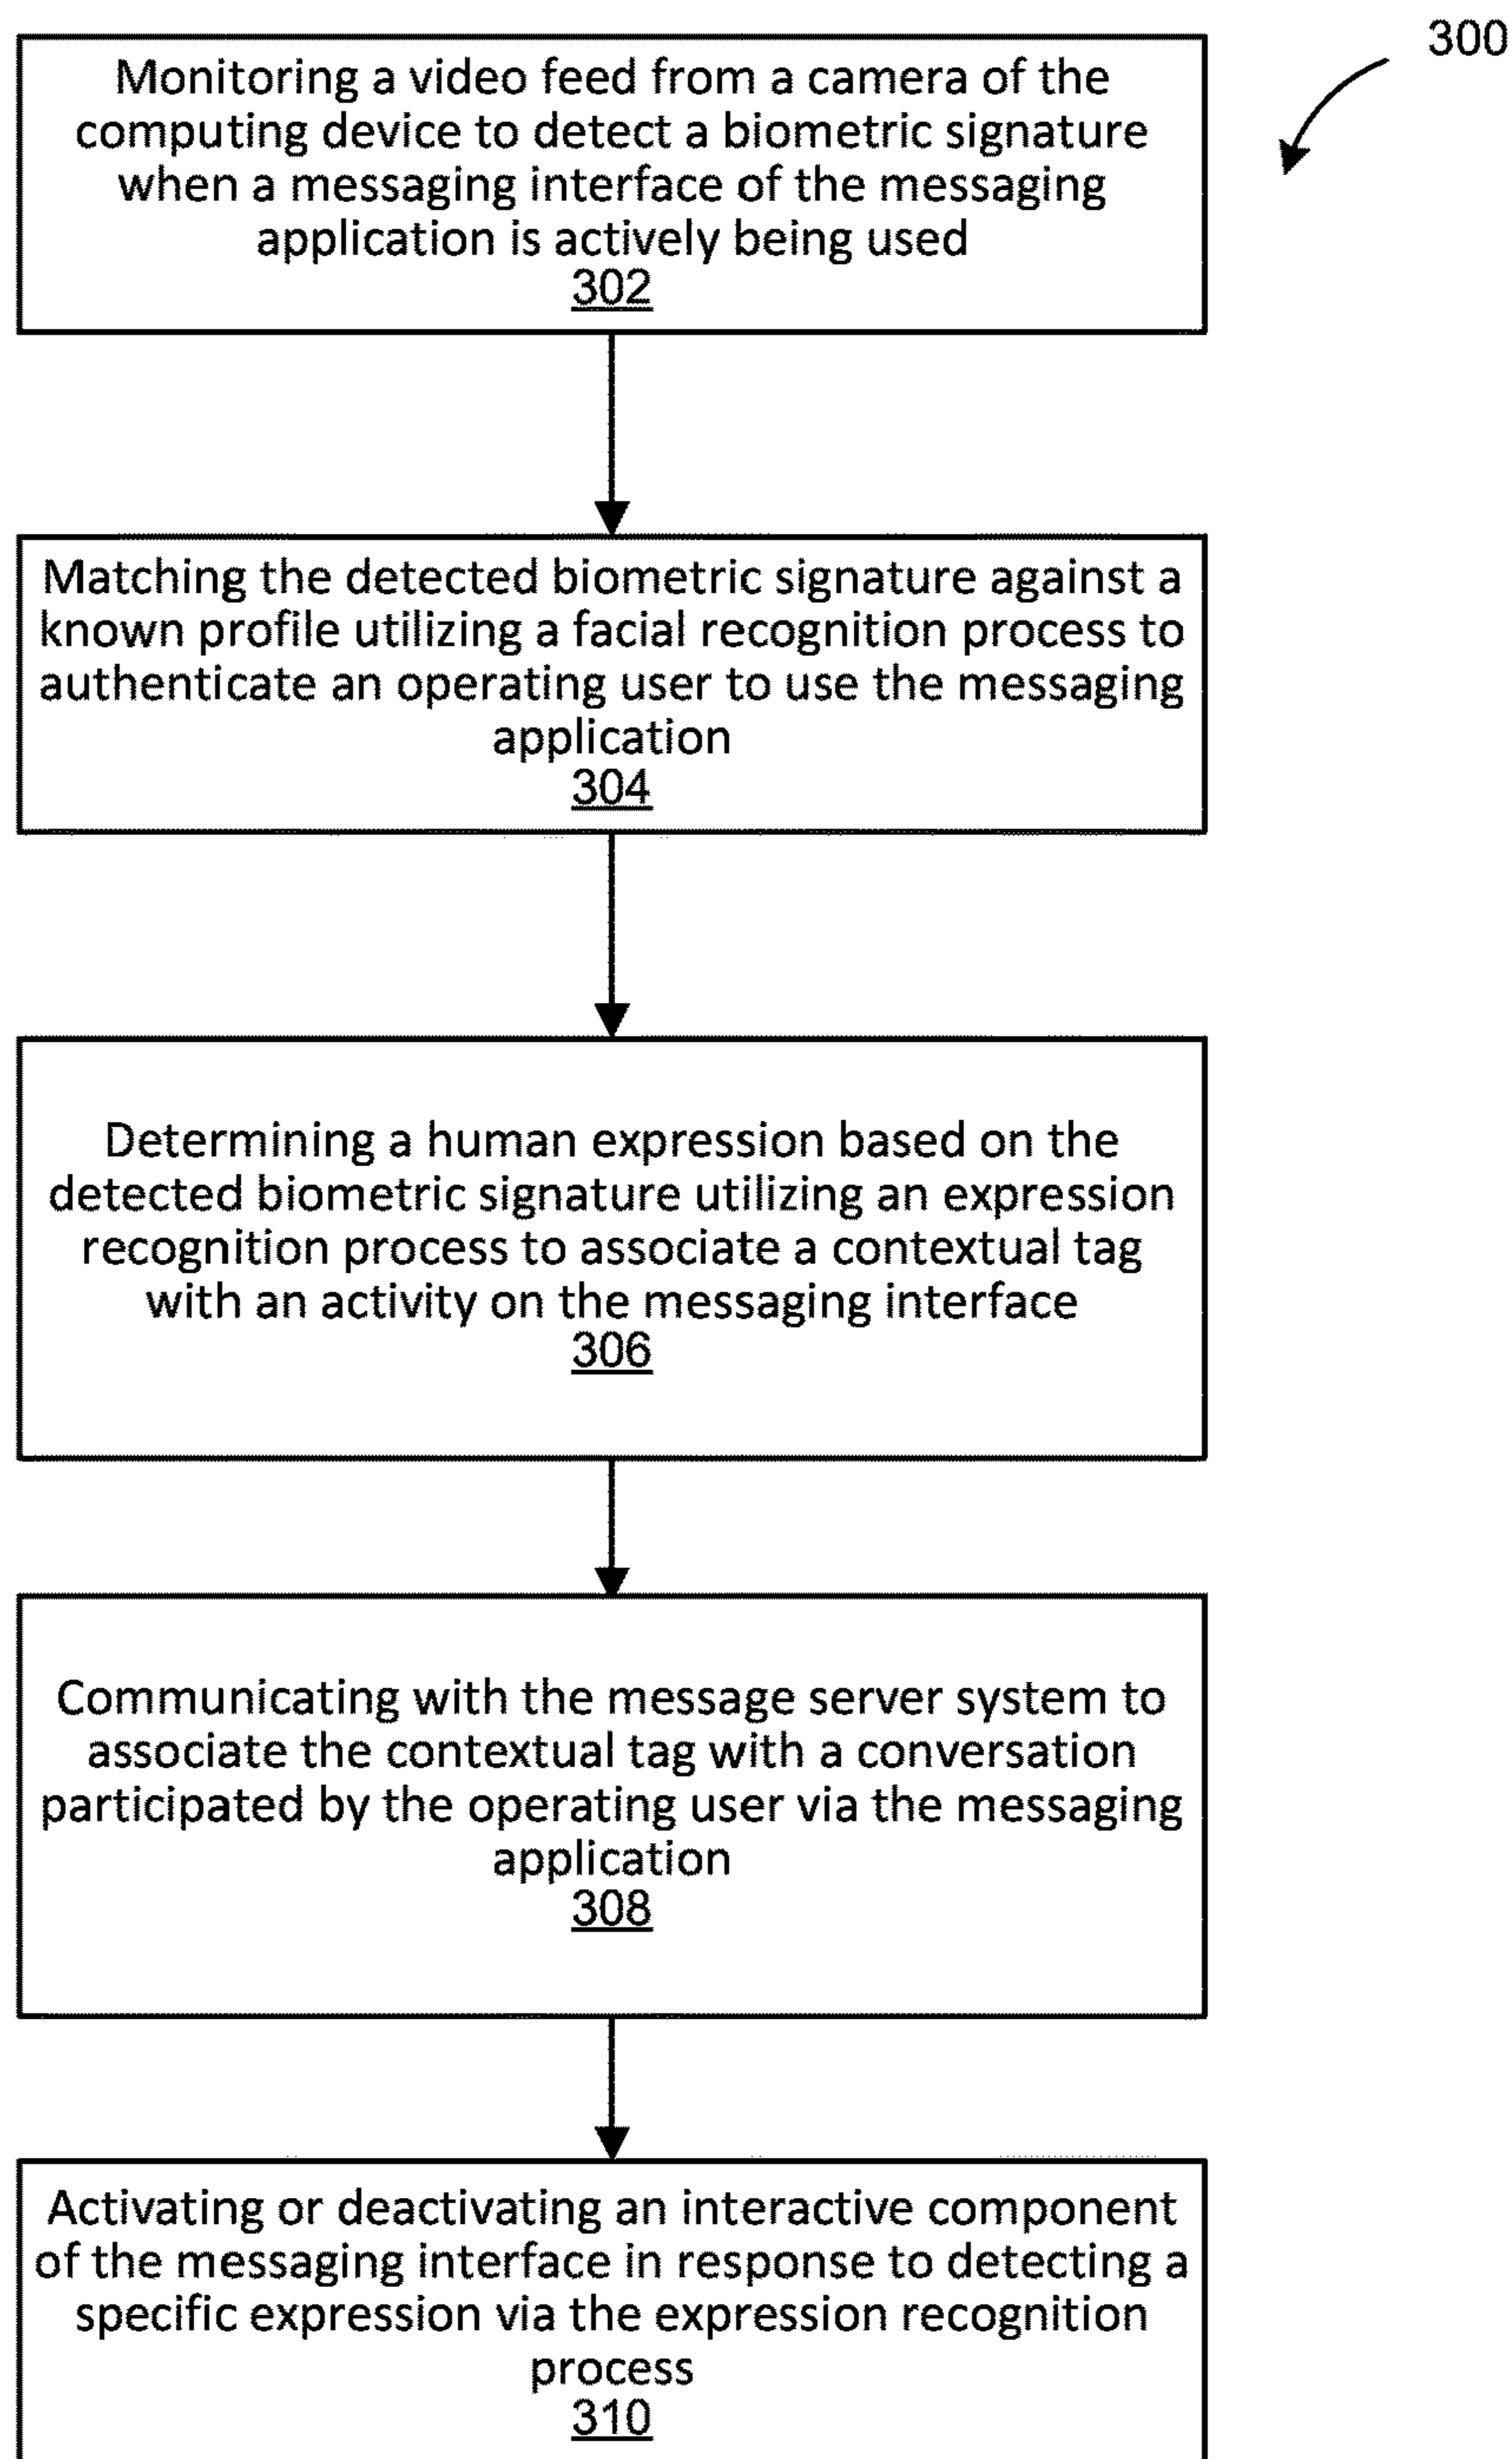 300
Monitoring a video feed from a camera of the
computing device to detect a biometric signature
when a messaging interface of the messaging
application is actively being used
302
Matching the detected biometric signature against a
known profile utilizing a facial recognition process to
authenticate an operating user to use the messaging
application
304
Determining a human expression based on the
detected biometric signature utilizing an expression
recognition process to associate a contextual tag
with an activity on the messaging interface
306
Communicating with the message server system to
associate the contextual tag with a conversation
participated by the operating user via the messaging
application
308
Activating or deactivating an interactive component
of the messaging interface in response to detecting a
specific expression via the expression recognition
process
310